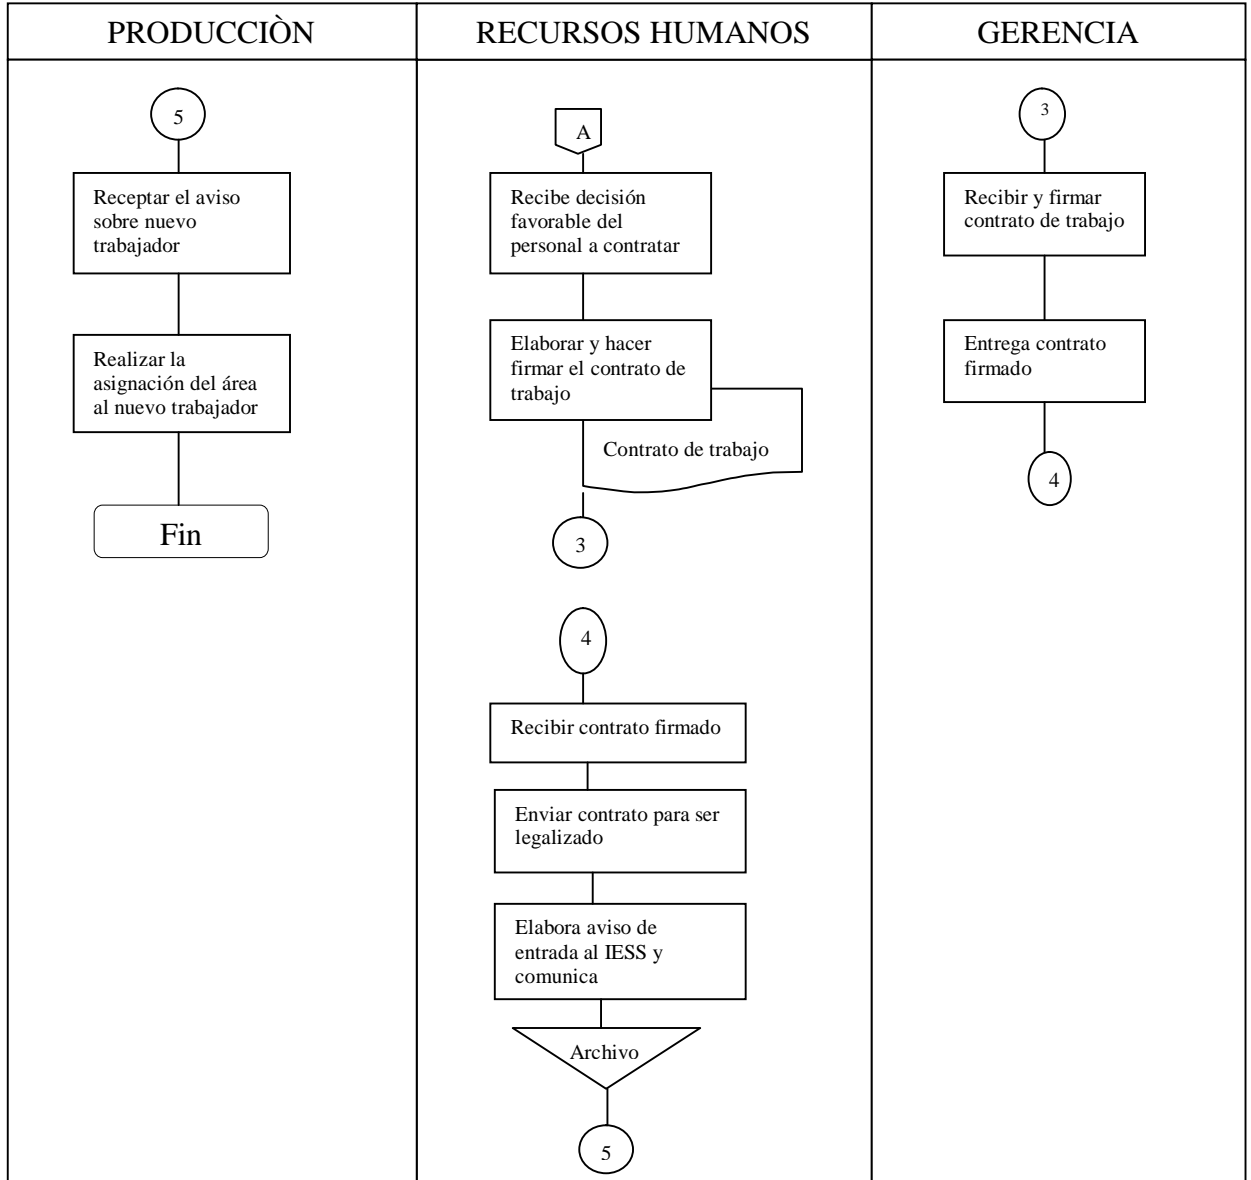 PRODUCCIÒN
RECURSOS HUMANOS
GERENCIA
5
Receptar el aviso
sobre nuevo
trabajador
Realizar la
asignación del área
al nuevo trabajador
Fin
A
Recibe decisión
favorable del
personal a contratar
Elaborar y hacer
firmar el contrato de
trabajo
Contrato de trabajo
3
4
Recibir contrato firmado
Enviar contrato para ser
legalizado
Elabora aviso de
entrada al IESS y
comunica
Archivo
5
3
Recibir y firmar
contrato de trabajo
Entrega contrato
firmado
4